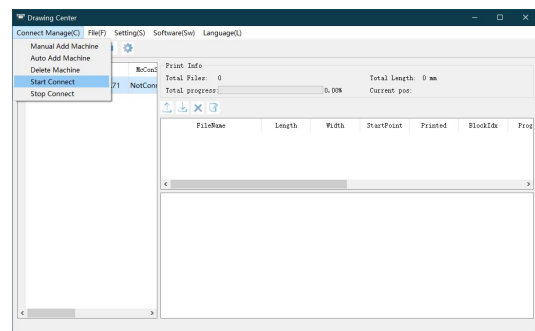 Drawing Center
Connect Manage(C) File(F) Setting(S) Software(Sw) Language(L)
Manual Add Machine
Auto Add Machine
Delete Machine
Start Connect
Stop Connect
McConS
71 NotConn
Print Info
Total Files: 0 Total Length: 0 mm
Total progress: 0.00% Current pos:
FileName Length Width StartPoint Printed BlockIdx Prog